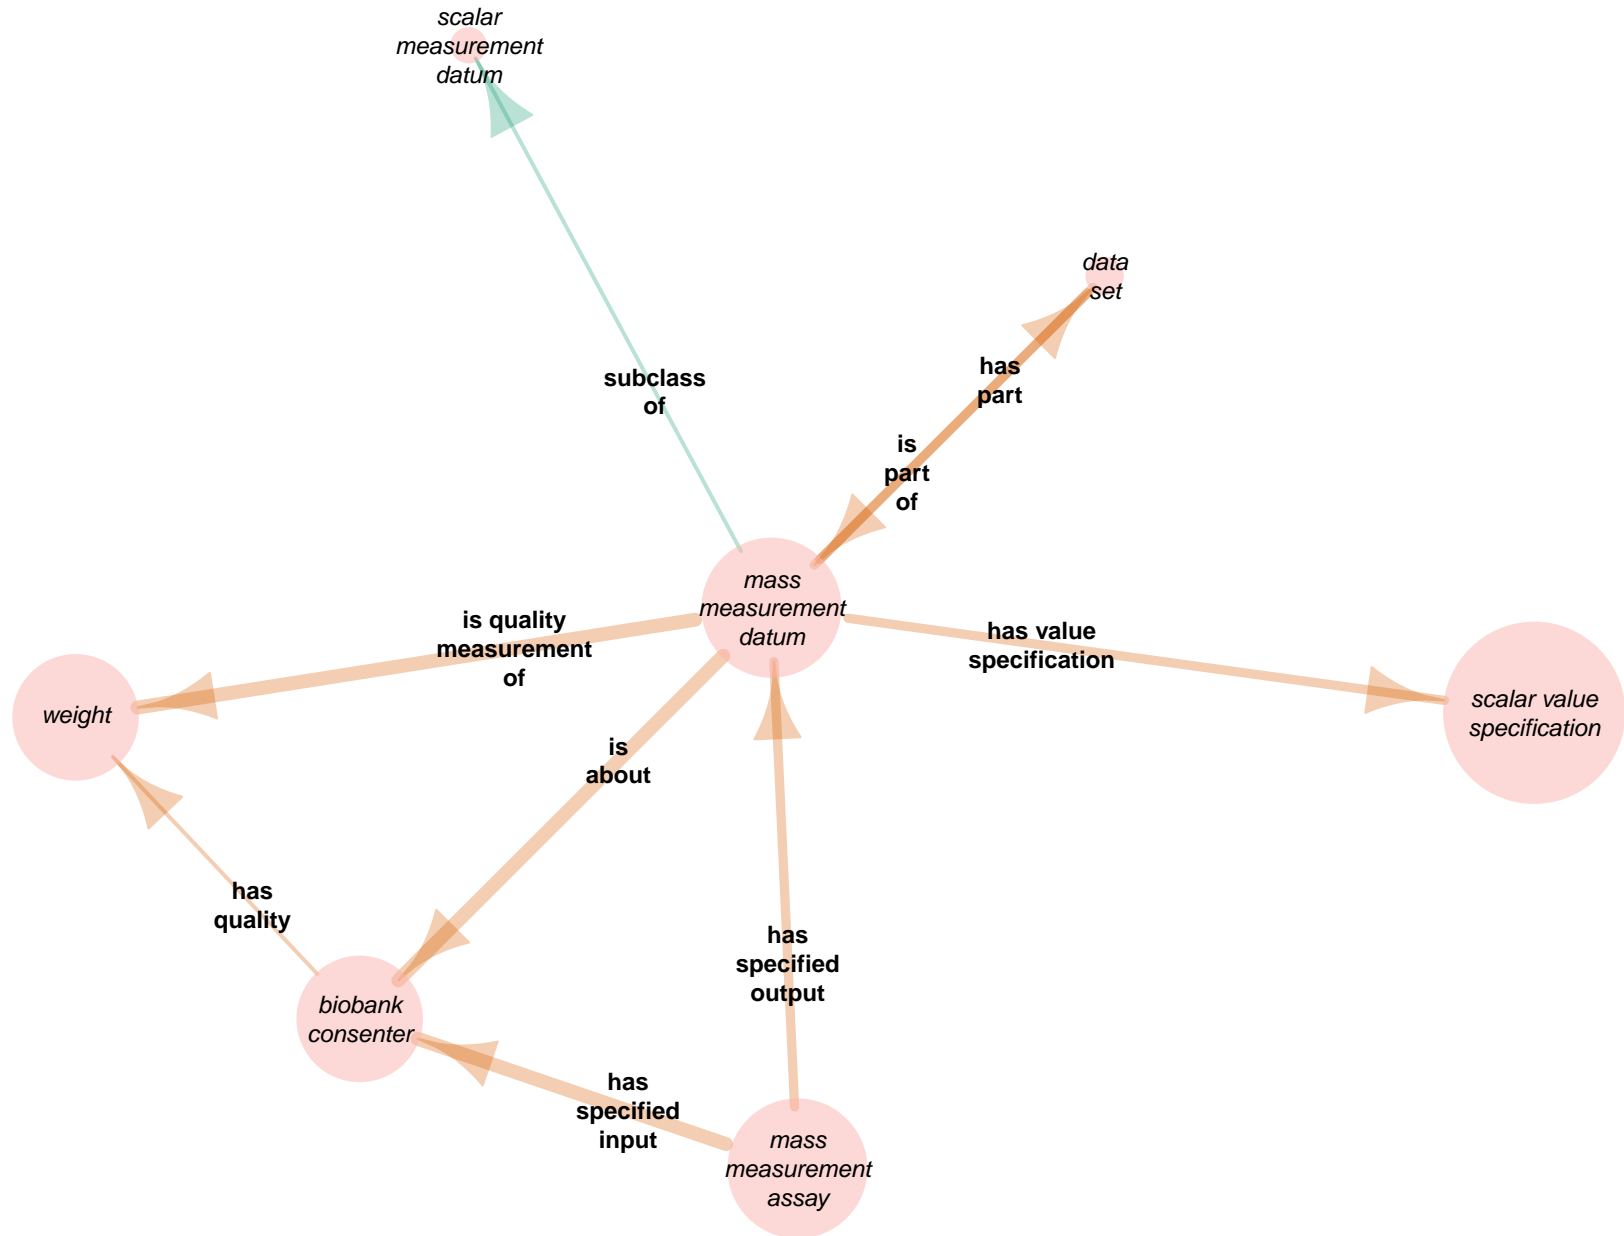 scalar
measurement
datum
data
set
has
part
subclass
of
is
part
of
mass
measurement
datum
is quality
measurement
of
has value
specification
weight
scalar value
specification
is
about
has
quality
has
specified
output
biobank
consenter
has
specified
input
mass
measurement
assay